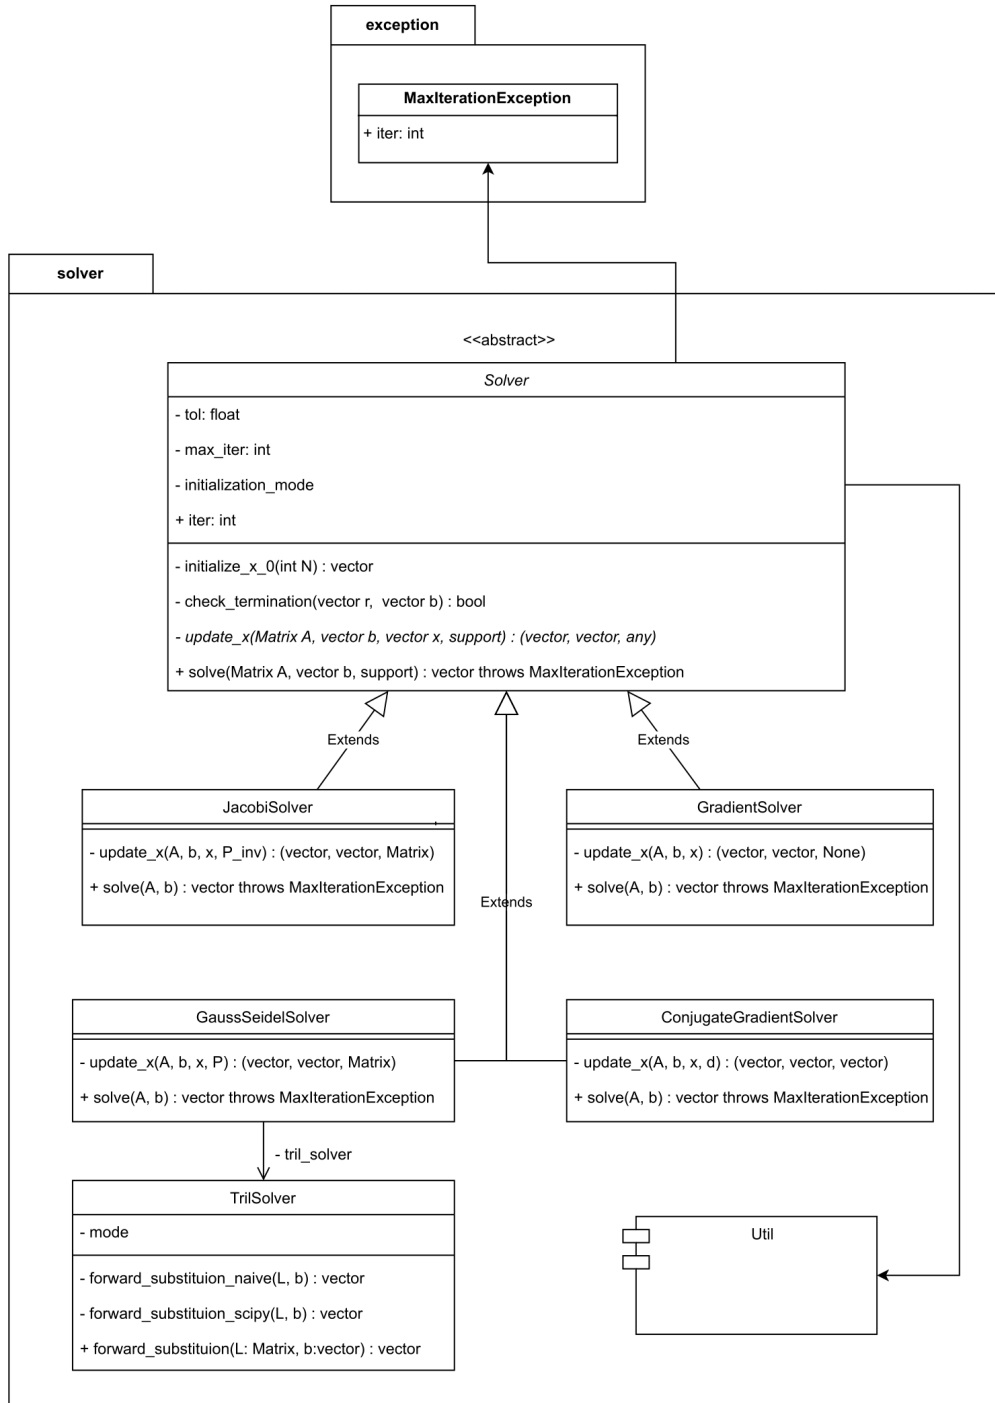 exception
MaxIterationException
+ iter: int
solver
<<abstract>>
Solver
- tol: float
- max_iter: int
- initialization_mode
+ iter: int
- initialize_x_0(int N) : vector
- check_termination(vector r,  vector b) : bool
- update_x(Matrix A, vector b, vector x, support) : (vector, vector, any)
+ solve(Matrix A, vector b, support) : vector throws MaxIterationException
Extends
Extends
JacobiSolver
- update_x(A, b, x, P_inv) : (vector, vector, Matrix)
+ solve(A, b) : vector throws MaxIterationException
GradientSolver
- update_x(A, b, x) : (vector, vector, None)
+ solve(A, b) : vector throws MaxIterationException
Extends
GaussSeidelSolver
- update_x(A, b, x, P) : (vector, vector, Matrix)
+ solve(A, b) : vector throws MaxIterationException
ConjugateGradientSolver
- update_x(A, b, x, d) : (vector, vector, vector)
+ solve(A, b) : vector throws MaxIterationException
- tril_solver
TrilSolver
- mode
- forward_substituion_naive(L, b) : vector
- forward_substituion_scipy(L, b) : vector
+ forward_substituion(L: Matrix, b:vector) : vector
Util